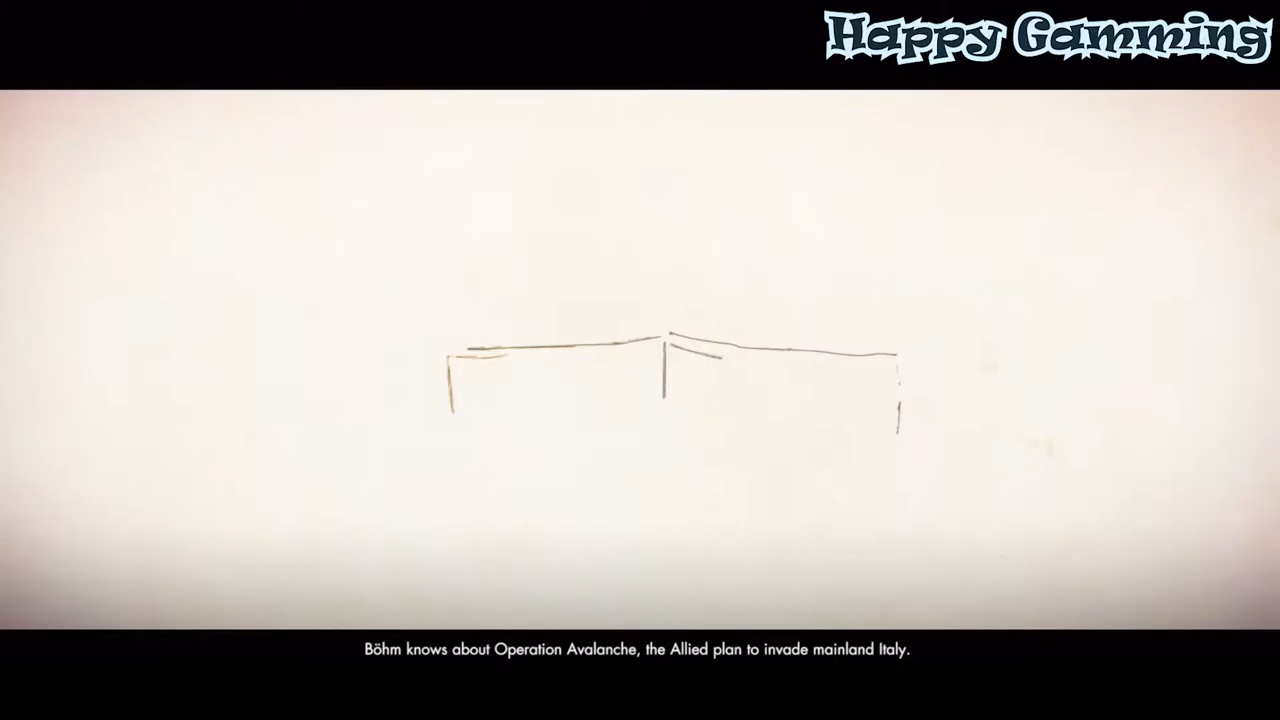 Happy Gamming
Böhm knows about Operation Avalanche, the Allied plan to invade mainland Italy.